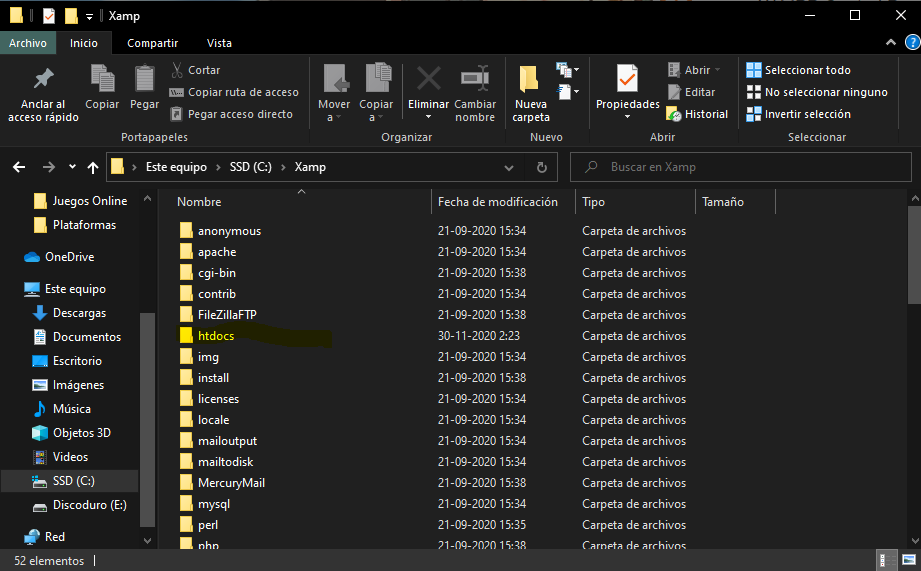 Xamp
Archivo Inicio Compartir Vista
Anclar al acceso rápido
Copiar
Pegar
Cortar
Copiar ruta de acceso
Pegar acceso directo
Portapapeles
Mover a
Copiar a
Eliminar
Cambiar nombre
Organizar
Nueva carpeta
Nuevo
Propiedades
Abrir
Editar
Historial
Abrir
Seleccionar todo
No seleccionar ninguno
Invertir selección
Seleccionar
Este equipo > SSD (C:) > Xamp
Buscar en Xamp
Juegos Online
Plataformas
OneDrive
Este equipo
Descargas
Documentos
Escritorio
Imágenes
Música
Objetos 3D
Videos
SSD (C:)
Discoduro (E:)
Red
Nombre Fecha de modificación Tipo Tamaño
anonymous 21-09-2020 15:34 Carpeta de archivos
apache 21-09-2020 15:34 Carpeta de archivos
cgi-bin 21-09-2020 15:38 Carpeta de archivos
contrib 21-09-2020 15:34 Carpeta de archivos
FileZillaFTP 21-09-2020 15:38 Carpeta de archivos
htdocs 30-11-2020 2:23 Carpeta de archivos
img 21-09-2020 15:34 Carpeta de archivos
install 21-09-2020 15:38 Carpeta de archivos
licenses 21-09-2020 15:34 Carpeta de archivos
locale 21-09-2020 15:34 Carpeta de archivos
mailoutput 21-09-2020 15:34 Carpeta de archivos
mailtodisk 21-09-2020 15:34 Carpeta de archivos
MercuryMail 21-09-2020 15:38 Carpeta de archivos
mysql 21-09-2020 15:34 Carpeta de archivos
perl 21-09-2020 15:35 Carpeta de archivos
php 21-09-2020 15:38 Carpeta de archivos
52 elementos